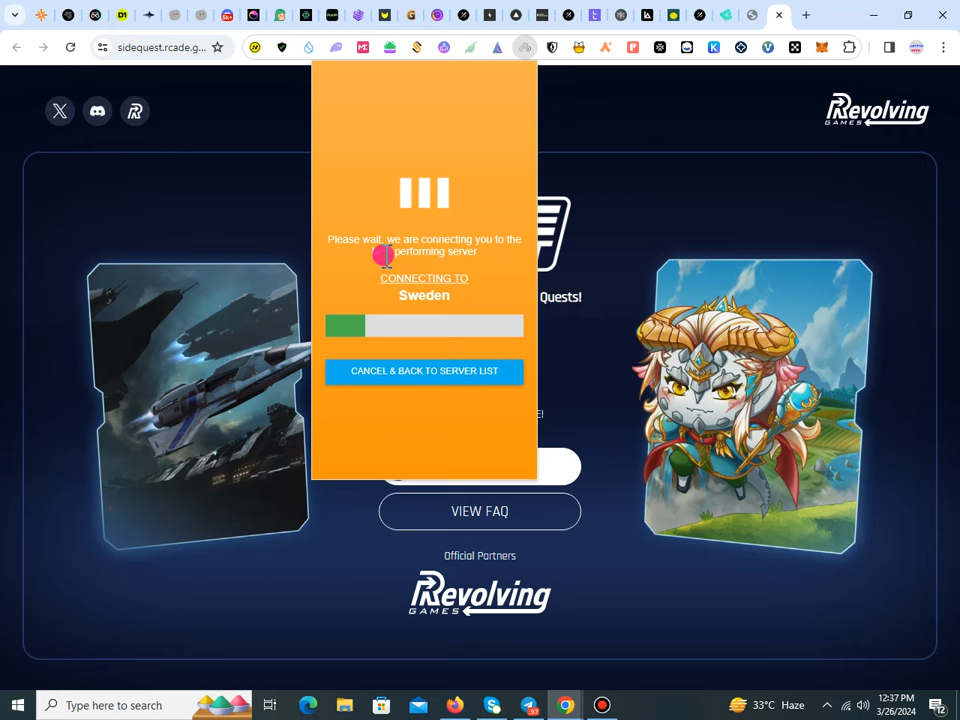 sidequest.rcade.g...
Revolving
GAMES
Please wait, we are connecting you to the
performing server
CONNECTING TO
Sweden
CANCEL & BACK TO SERVER LIST
Quests!
E!
VIEW FAQ
Official Partners
Revolving
GAMES
Type here to search
97
33°C Haze
12:37 PM
3/26/2024
12